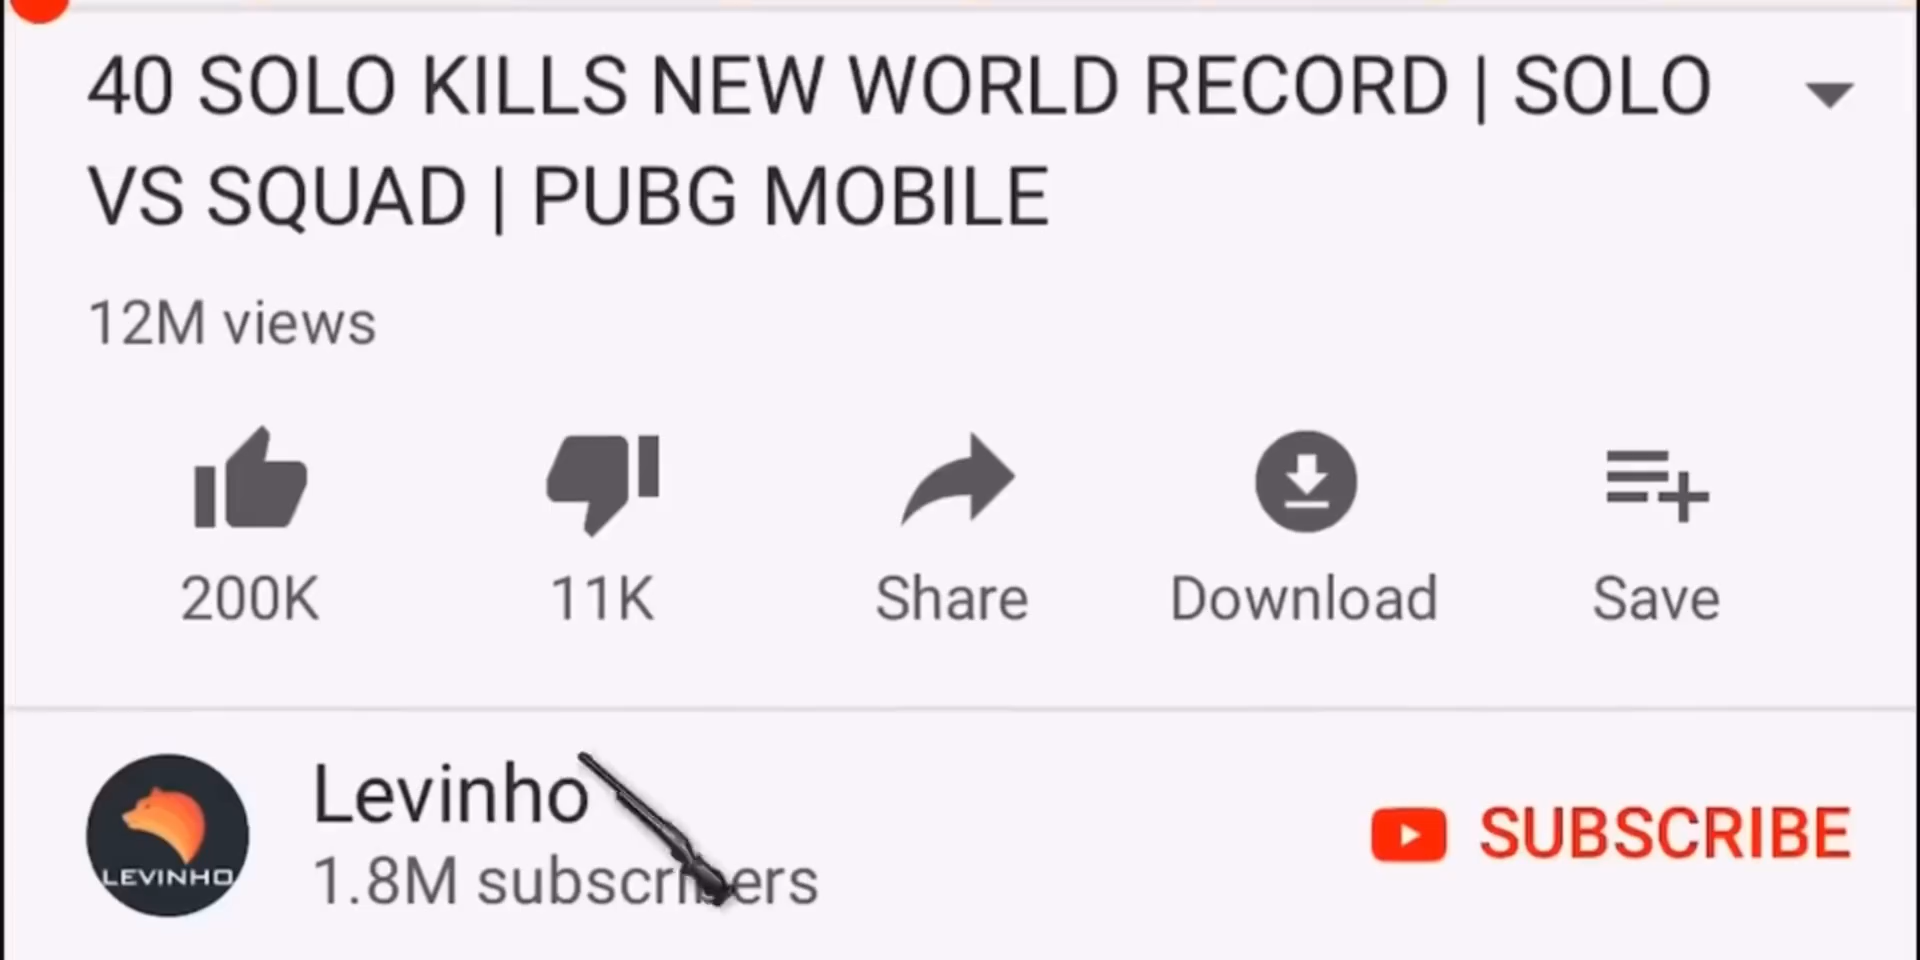 40 SOLO KILLS NEW WORLD RECORD | SOLO
VS SQUAD | PUBG MOBILE
12M views
200K
11K
Share
Download
Save
LEVINHO
Levinho
1.8M subscribers
SUBSCRIBE